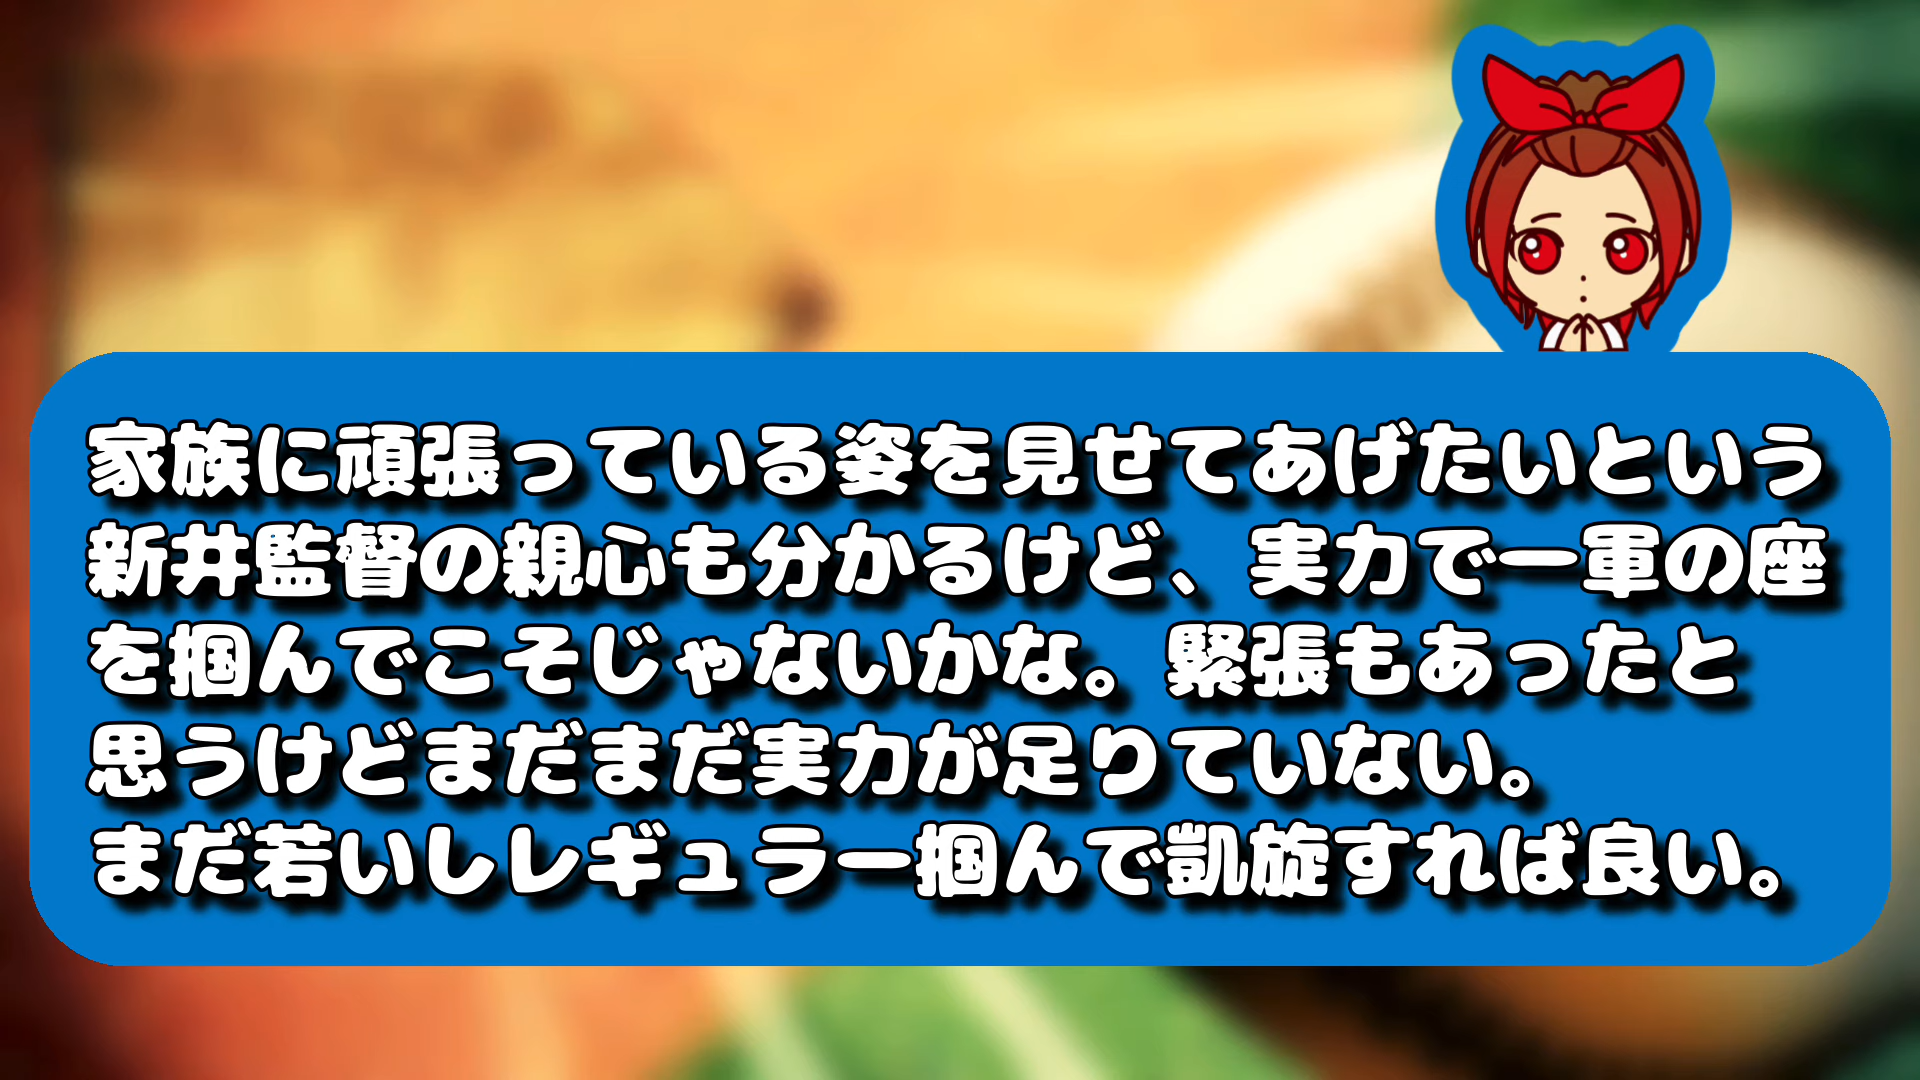 家族に頑張っている姿を見せてあげたいという
新井監督の親心も分かるけど、実力で一軍の座
を掴んでこそじゃないかな。緊張もあったと
思うけどまだまだ実力が足りていない。
まだ若いしレギュラー掴んで凱旋すれば良い。